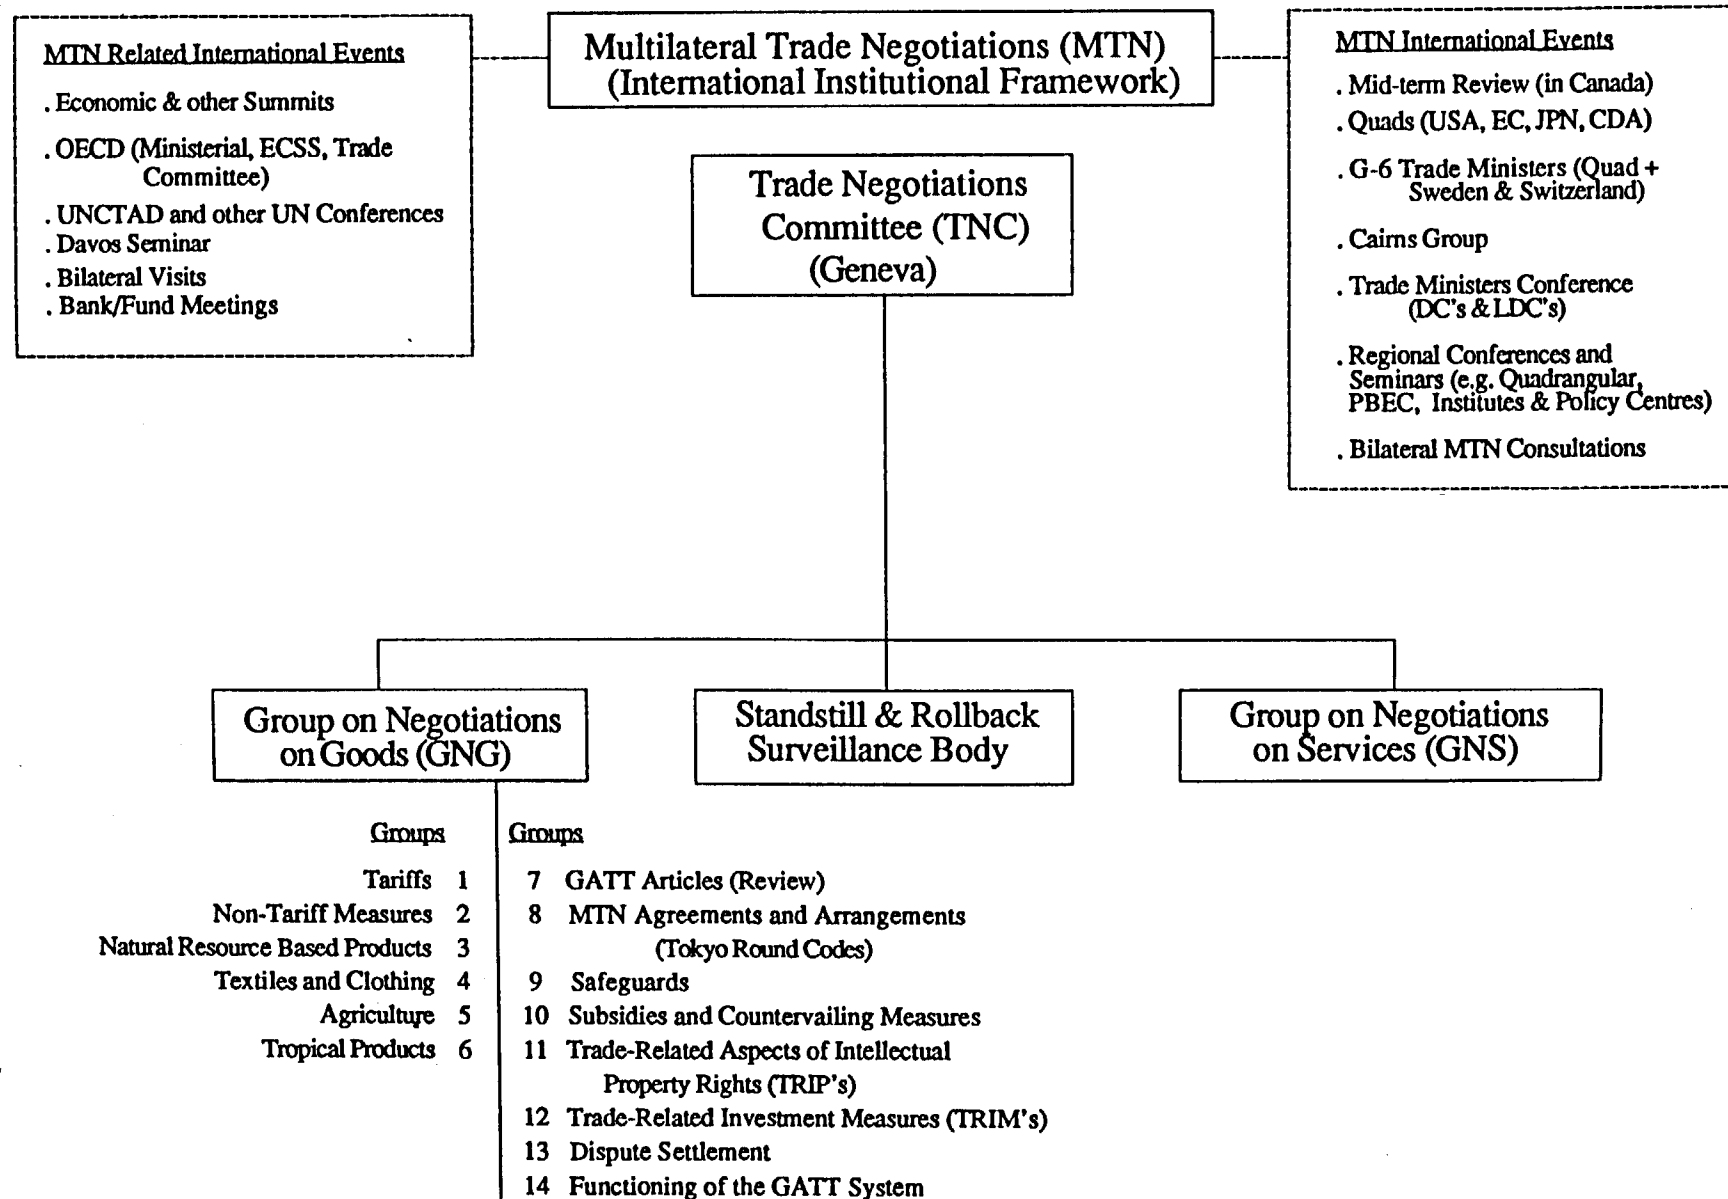 MTN Related International Events
. Economic & other Summits
. OECD (Ministerial, ECSS, Trade
Committee)
. UNCTAD and other UN Conferences
. Davos Seminar
. Bilateral Visits
. Bank/Fund Meetings
Multilateral Trade Negotiations (MTN)
(International Institutional Framework)
MTN International Events
. Mid-term Review (in Canada)
. Quads (USA, EC, JPN, CDA)
. G-6 Trade Ministers (Quad +
Sweden & Switzerland)
. Cairns Group
. Trade Ministers Conference
(DC's & LDC's)
. Regional Conferences and
Seminars (e.g. Quadrangular,
PBEC, Institutes & Policy Centres)
. Bilateral MTN Consultations
Trade Negotiations
Committee (TNC)
(Geneva)
Group on Negotiations
on Goods (GNG)
Standstill & Rollback
Surveillance Body
Group on Negotiations
on Services (GNS)
Groups
Tariffs 1
Non-Tariff Measures 2
Natural Resource Based Products 3
Textiles and Clothing 4
Agriculture 5
Tropical Products 6
Groups
7 GATT Articles (Review)
8 MTN Agreements and Arrangements
(Tokyo Round Codes)
9 Safeguards
10 Subsidies and Countervailing Measures
11 Trade-Related Aspects of Intellectual
Property Rights (TRIP's)
12 Trade-Related Investment Measures (TRIM's)
13 Dispute Settlement
14 Functioning of the GATT System